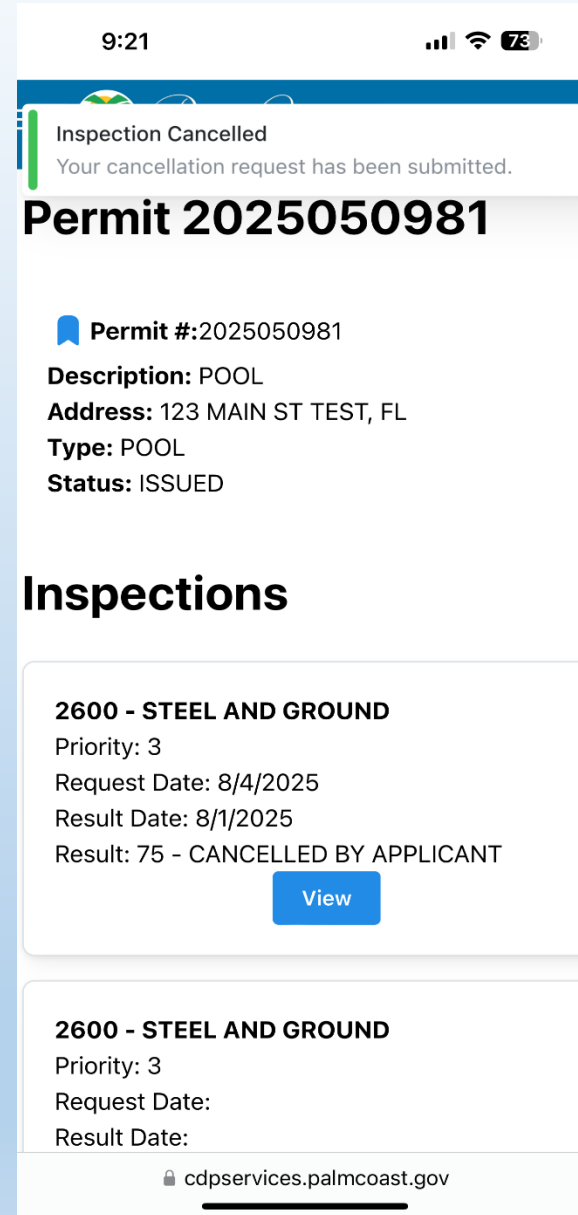 9:21
73
Inspection Cancelled
Your cancellation request has been submitted.
Permit 2025050981
Permit #:2025050981
Description: POOL
Address: 123 MAIN ST TEST, FL
Type: POOL
Status: ISSUED
Inspections
2600 - STEEL AND GROUND
Priority: 3
Request Date: 8/4/2025
Result Date: 8/1/2025
Result: 75 - CANCELLED BY APPLICANT
View
2600 - STEEL AND GROUND
Priority: 3
Request Date:
Result Date:
cdpservices.palmcoast.gov